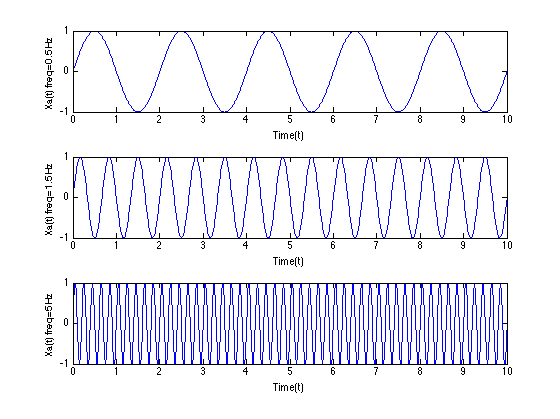 Xa(t) freq=0.5Hz
1
0
-1
0 1 2 3 4 5 6 7 8 9 10
Time(t)
Xa(t) freq=1.5Hz
1
0
-1
0 1 2 3 4 5 6 7 8 9 10
Time(t)
Xa(t) freq=5Hz
1
0
-1
0 1 2 3 4 5 6 7 8 9 10
Time(t)